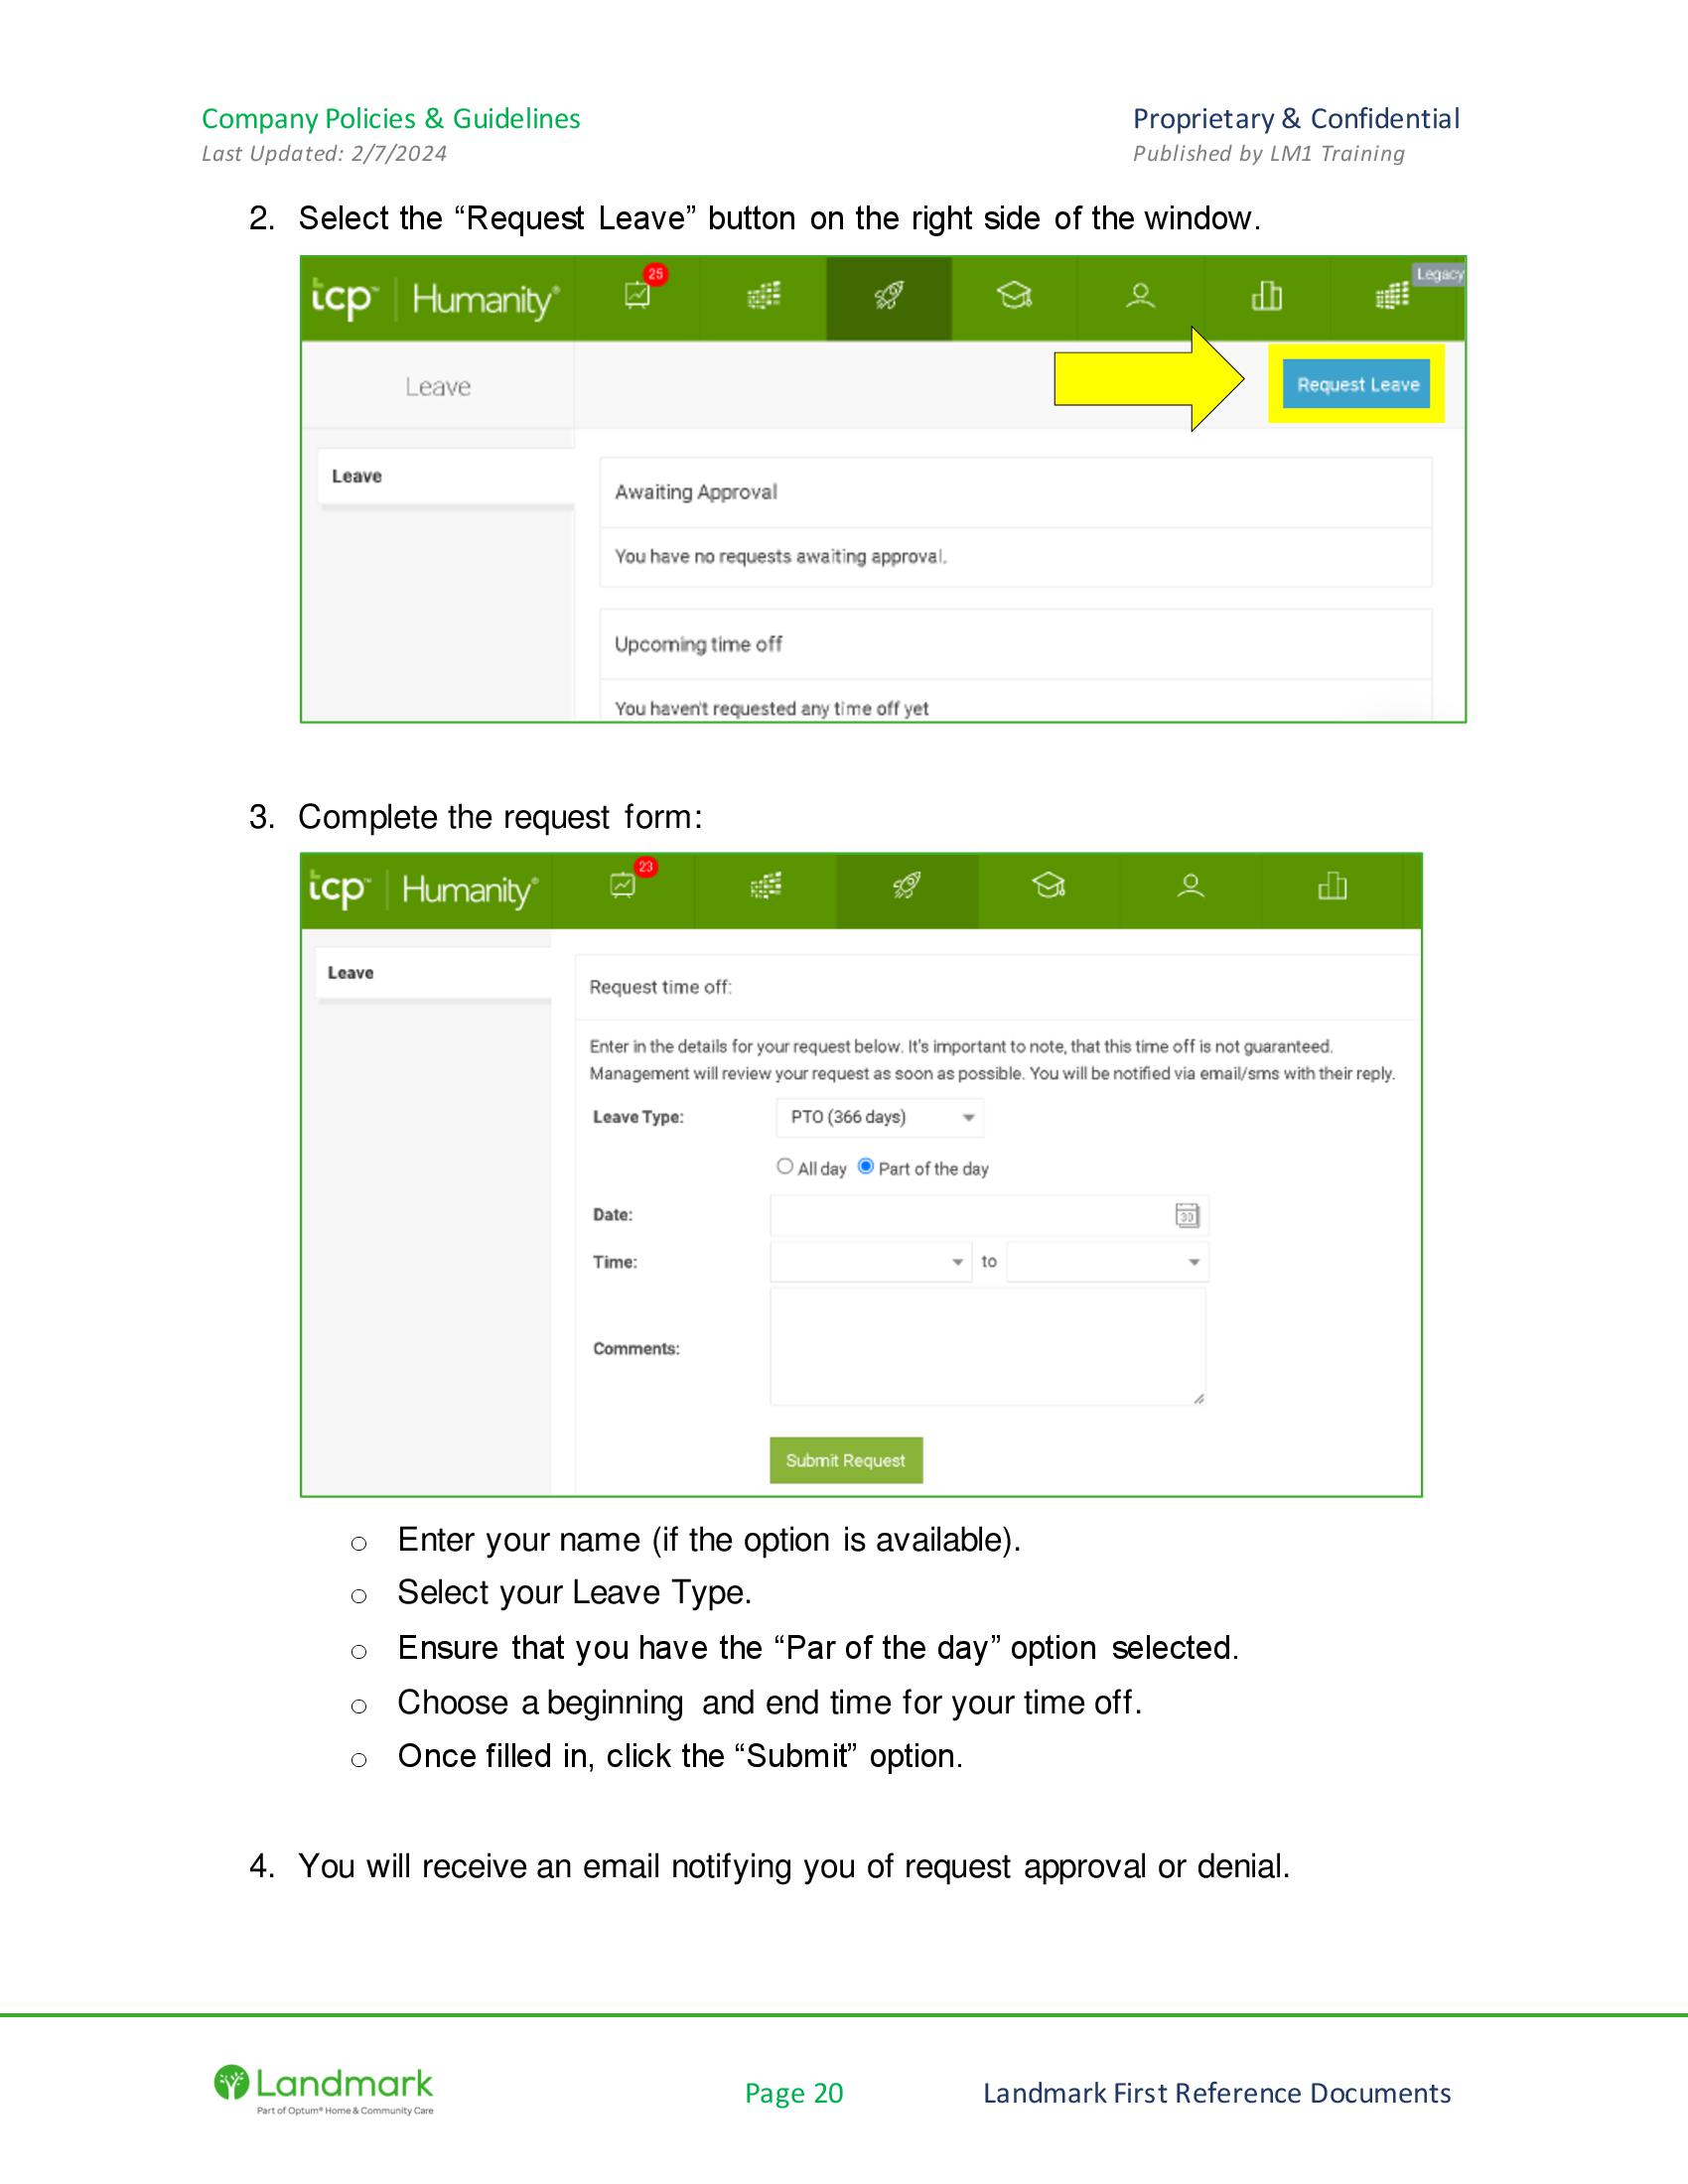 Company Policies & Guidelines
Proprietary & Confidential
Last Updated: 2/7/2024
Published by LM1 Training
2. Select the “Request Leave” button on the right side of the window.
tcp™ Humanity®
25
Legacy
Leave
Request Leave
Leave
Awaiting Approval
You have no requests awaiting approval.
Upcoming time off
You haven't requested any time off yet
3. Complete the request form:
tcp™ Humanity®
23
Leave
Request time off:
Enter in the details for your request below. It's important to note, that this time off is not guaranteed.
Management will review your request as soon as possible. You will be notified via email/sms with their reply.
Leave Type: PTO (366 days)
All day Part of the day
Date:
30
Time: to
Comments:
Submit Request
o Enter your name (if the option is available).
o Select your Leave Type.
o Ensure that you have the “Par of the day” option selected.
o Choose a beginning and end time for your time off.
o Once filled in, click the “Submit” option.
4. You will receive an email notifying you of request approval or denial.
Landmark
Part of Optum® Home & Community Care
Page 20
Landmark First Reference Documents